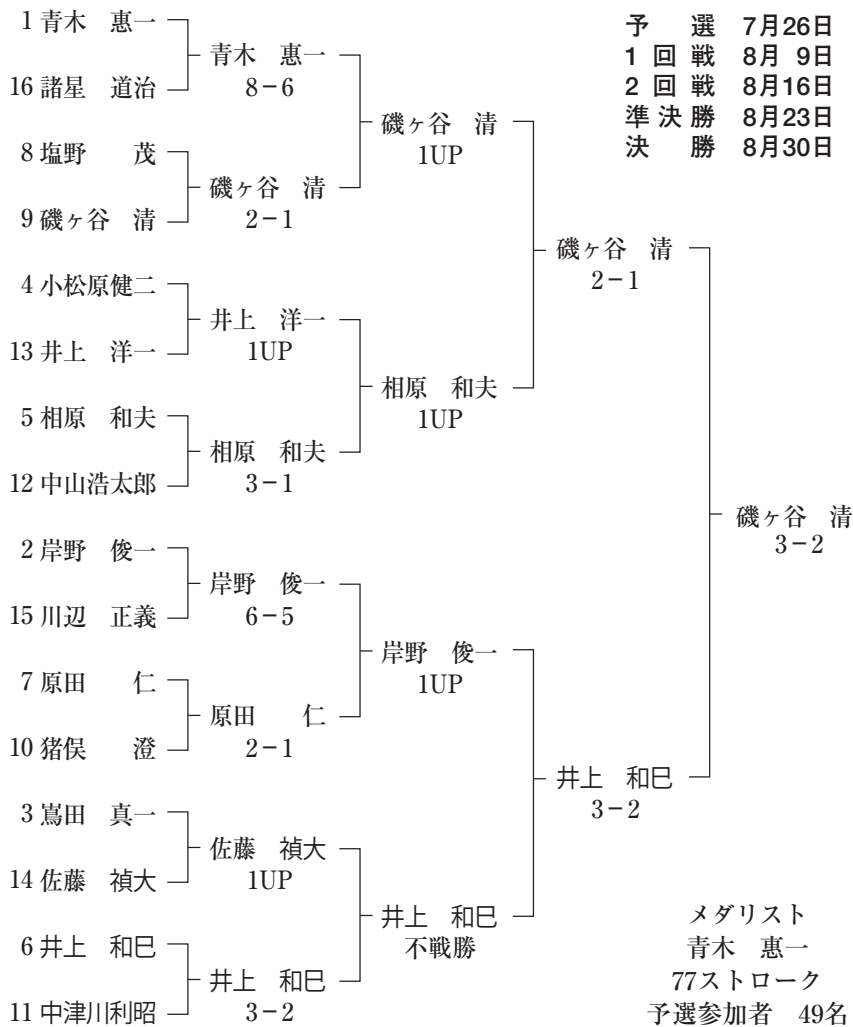 予　選　7月26日
1 回 戦　8月 9日
2 回 戦　8月16日
準 決 勝　8月23日
決　勝　8月30日
1 青木　惠一
16 諸星　道治
青木　惠一
8−6
8 塩野　茂
9 磯ヶ谷　清
磯ヶ谷　清
2−1
磯ヶ谷　清
1UP
4 小松原健二
13 井上　洋一
井上　洋一
1UP
5 相原　和夫
12 中山浩太郎
相原　和夫
3−1
相原　和夫
1UP
磯ヶ谷　清
2−1
2 岸野　俊一
15 川辺　正義
岸野　俊一
6−5
7 原田　仁
10 猪俣　澄
原田　仁
2−1
岸野　俊一
1UP
3 嶌田　真一
14 佐藤　禎大
佐藤　禎大
1UP
6 井上　和巳
11 中津川利昭
井上　和巳
3−2
井上　和巳
不戦勝
井上　和巳
3−2
磯ヶ谷　清
3−2
メダリスト
青木　惠一
77ストローク
予選参加者　49名